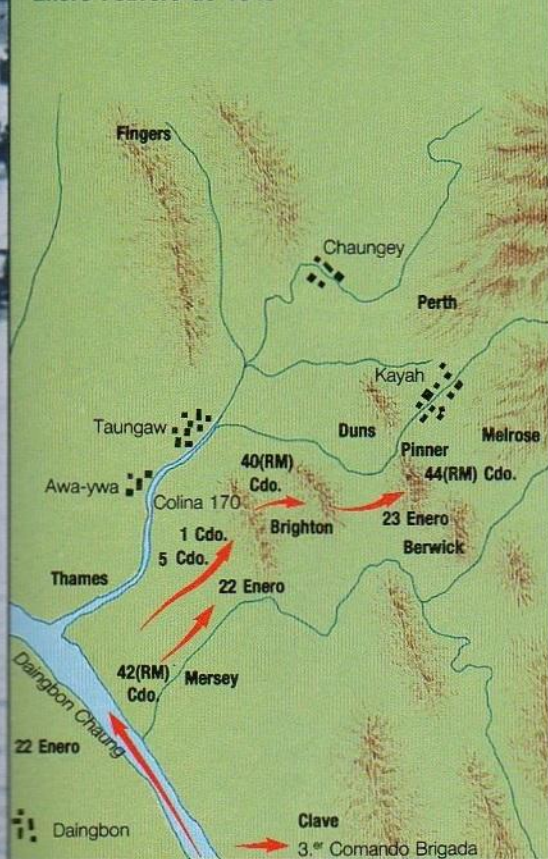 Fingers
Chaungey
Perth
Kayah
Taungaw
Duns
Melrose
Pinner
40(RM)
Cdo.
44(RM) Cdo.
Awa-ywa
Colina 170
23 Enero
Brighton
1 Cdo.
5 Cdo.
Berwick
Thames
22 Enero
42(RM)
Cdo.
Mersey
Daingbon Chaung
22 Enero
Daingbon
Clave
3.er Comando Brigada